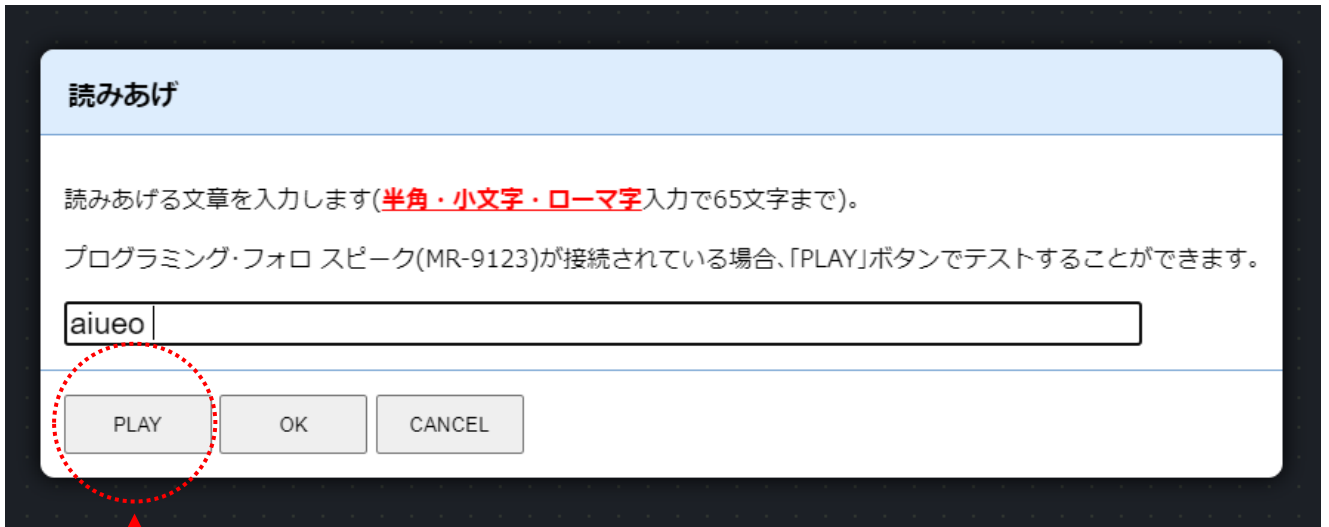 読みあげ
読みあげる文章を入力します(半角・小文字・ローマ字入力で65文字まで)。
プログラミング・フォロ スピーク(MR-9123)が接続されている場合、「PLAY」ボタンでテストすることができます。
aiueo
PLAY OK CANCEL